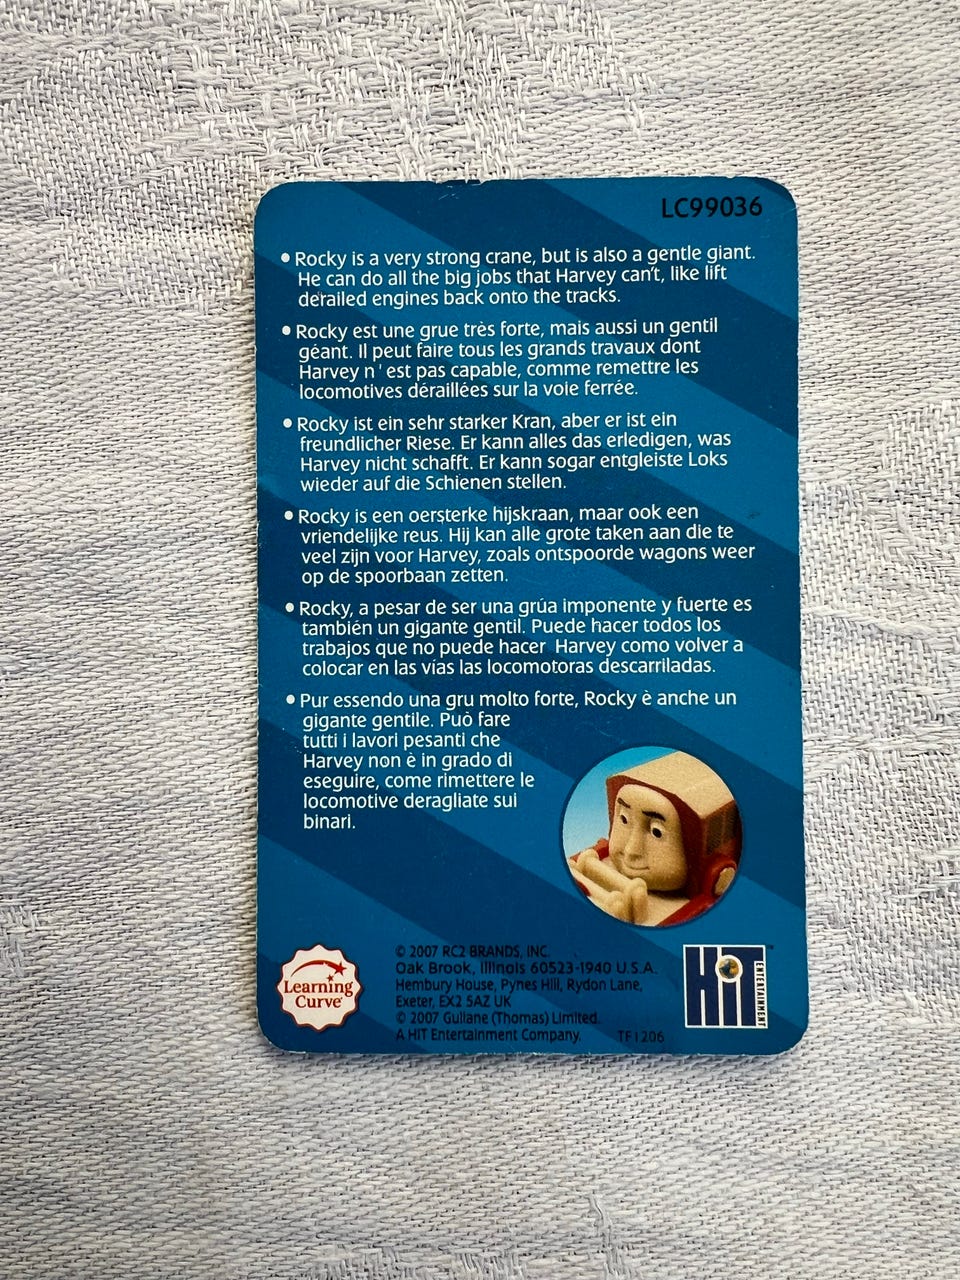 LC99036
• Rocky is a very strong crane, but is also a gentle giant.
He can do all the big jobs that Harvey can't, like lift
derailed engines back onto the tracks.
• Rocky est une grue très forte, mais aussi un gentil
géant. Il peut faire tous les grands travaux dont
Harvey n ' est pas capable, comme remettre les
locomotives déraillées sur la voie ferrée.
• Rocky ist ein sehr starker Kran, aber er ist ein
freundlicher Riese. Er kann alles das erledigen, was
Harvey nicht schafft. Er kann sogar entgleiste Loks
wieder auf die Schienen stellen.
• Rocky is een oersterke hijskraan, maar ook een
vriendelijke reus. Hij kan alle grote taken aan die te
veel zijn voor Harvey, zoals ontspoorde wagons weer
op de spoorbaan zetten.
• Rocky, a pesar de ser una grúa imponente y fuerte es
también un gigante gentil. Puede hacer todos los
trabajos que no puede hacer Harvey como volver a
colocar en las vías las locomotoras descarriladas.
• Pur essendo una gru molto forte, Rocky è anche un
gigante gentile. Può fare
tutti i lavori pesanti che
Harvey non è in grado di
eseguire, come rimettere le
locomotive deragliate sui
binari.
Learning
Curve®
© 2007 RC2 BRANDS, INC.
Oak Brook, Illinois 60523-1940 U.S.A.
Hembury House, Pynes Hill, Rydon Lane,
Exeter, EX2 5AZ UK
© 2007 Gullane (Thomas) Limited.
A HIT Entertainment Company.
TF1206
HiT ™
ENTERTAINMENT